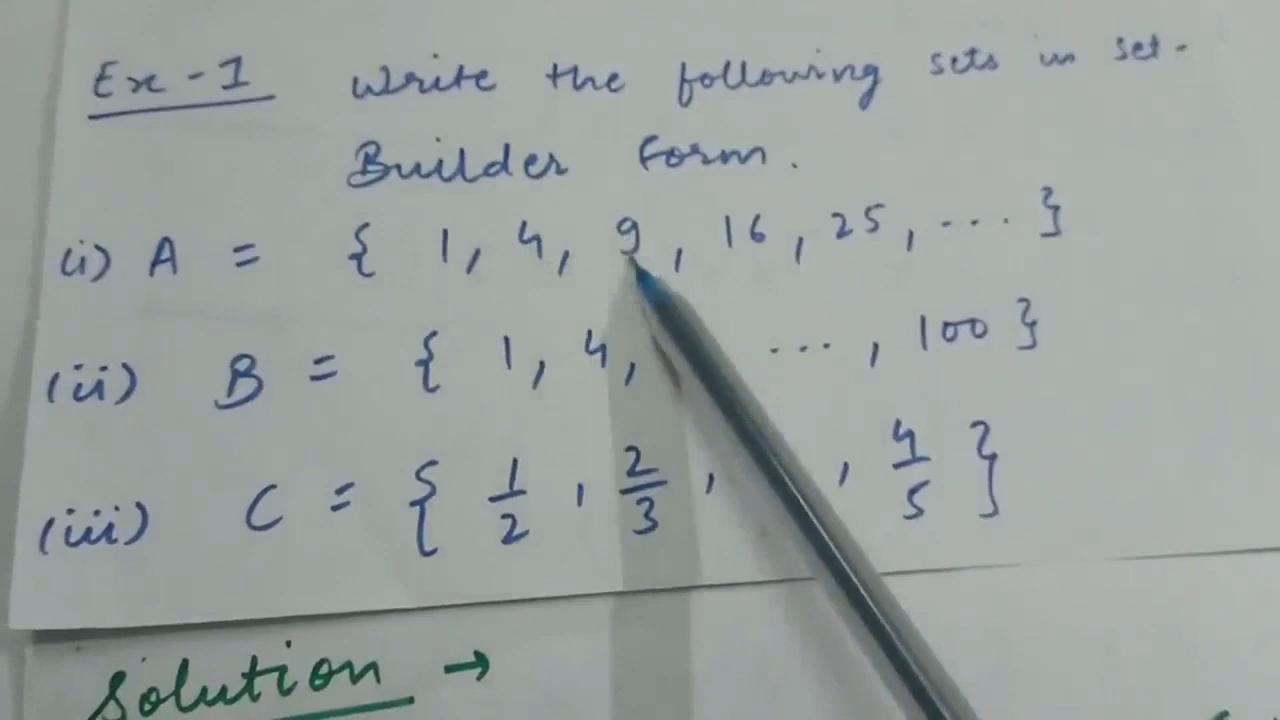 Ex-1 Write the following sets in set-
Builder Form.
(i) A = { 1, 4, 9, 16, 25, ... }
(ii) B = { 1, 4, ..., 100 }
(iii) C = { 1/2, 2/3, , 4/5 }
Solution →